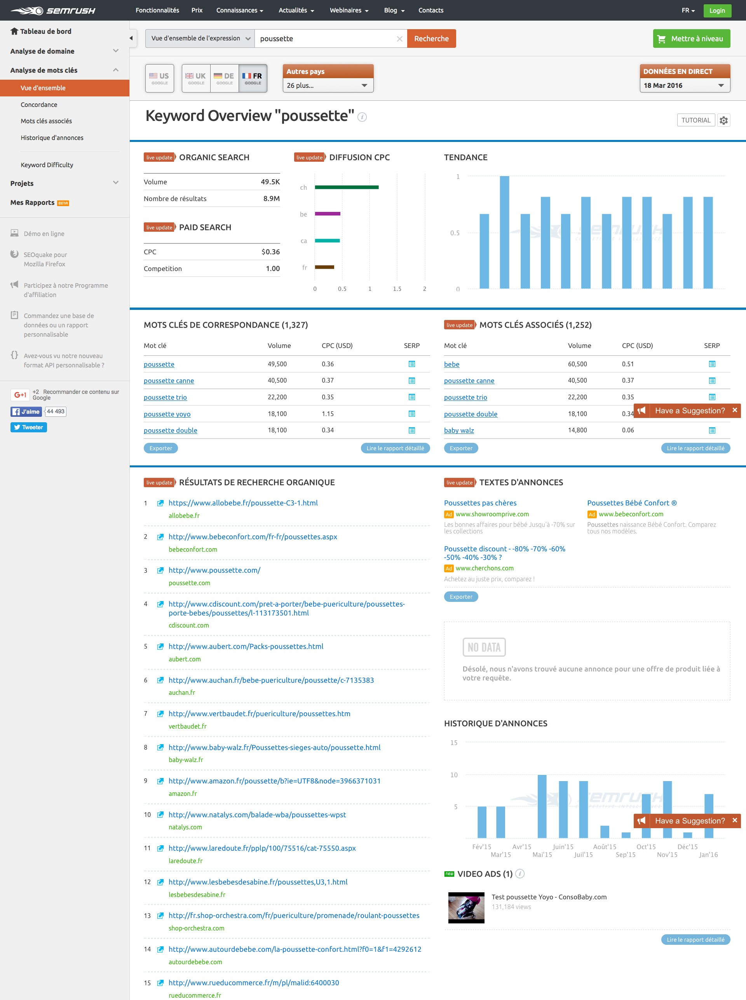 semrush
Fonctionnalités Prix Connaissances Actualités Webinaires Blog Contacts FR Login
Tableau de bord
Analyse de domaine
Analyse de mots clés
Vue d'ensemble
Concordance
Mots clés associés
Historique d'annonces
Keyword Difficulty
Projets
Mes Rapports BETA
Démo en ligne
SEOquake pour
Mozilla Firefox
Participez à notre Programme
d'affiliation
Commandez une base de
données ou un rapport
personnalisable
Avez-vous vu notre nouveau
format API personnalisable ?
G+1 +2 Recommander ce contenu sur
Google
J'aime 44 493
Tweeter
Vue d'ensemble de l'expression poussette Recherche Mettre à niveau
US GOOGLE UK GOOGLE DE GOOGLE FR GOOGLE
Autres pays
26 plus...
DONNÉES EN DIRECT
18 Mar 2016
Keyword Overview "poussette"
TUTORIAL
live update ORGANIC SEARCH
Volume 49.5K
Nombre de résultats 8.9M
live update PAID SEARCH
CPC $0.36
Competition 1.00
live update DIFFUSION CPC
ch
be
ca
fr
0 0.5 1 1.5 2
TENDANCE
1
0.5
0
semrush
COMPETITIVE INTELLIGENCE
MOTS CLÉS DE CORRESPONDANCE (1,327)
Mot clé Volume CPC (USD) SERP
poussette 49,500 0.36
poussette canne 40,500 0.37
poussette trio 22,200 0.35
poussette yoyo 18,100 1.15
poussette double 18,100 0.34
Exporter Lire le rapport détaillé
live update MOTS CLÉS ASSOCIÉS (1,252)
Mot clé Volume CPC (USD) SERP
bebe 60,500 0.51
poussette canne 40,500 0.37
poussette trio 22,200 0.35
poussette double 18,100 0.34
Have a Suggestion? ×
baby walz 14,800 0.06
Exporter Lire le rapport détaillé
live update RÉSULTATS DE RECHERCHE ORGANIQUE
1 https://www.allobebe.fr/poussette-C3-1.html
allobebe.fr
2 http://www.bebeconfort.com/fr-fr/poussettes.aspx
bebeconfort.com
3 http://www.poussette.com/
poussette.com
4 http://www.cdiscount.com/pret-a-porter/bebe-puericulture/poussettes-
porte-bebes/poussettes/l-113173501.html
cdiscount.com
5 http://www.aubert.com/Packs-poussettes.html
aubert.com
6 http://www.auchan.fr/bebe-puericulture/poussette/c-7135383
auchan.fr
7 http://www.vertbaudet.fr/puericulture/poussettes.htm
vertbaudet.fr
8 http://www.baby-walz.fr/Poussettes-sieges-auto/poussette.html
baby-walz.fr
9 http://www.amazon.fr/poussette/b?ie=UTF8&node=3966371031
amazon.fr
10 http://www.natalys.com/balade-wba/poussettes-wpst
natalys.com
11 http://www.laredoute.fr/pplp/100/75516/cat-75550.aspx
laredoute.fr
12 http://www.lesbebesdesabine.fr/poussettes,U3,1.html
lesbebesdesabine.fr
13 http://fr.shop-orchestra.com/fr/puericulture/promenade/roulant-poussettes
shop-orchestra.com
14 http://www.autourdebebe.com/la-poussette-confort.html?f0=1&f1=4292612
autourdebebe.com
15 http://www.rueducommerce.fr/m/pl/malid:6400030
rueducommerce.fr
live update TEXTES D'ANNONCES
Poussettes pas chères
Ad www.showroomprive.com
Les bonnes affaires pour bébé Jusqu'à -70% sur
les collections
Poussettes Bébé Confort ®
Ad www.bebeconfort.com
Poussettes naissance Bébé Confort. Comparez
tous nos modèles.
Poussette discount - -80% -70% -60%
-50% -40% -30% ?
Ad www.cherchons.com
Achetez au juste prix, comparez !
Exporter
NO DATA
Désolé, nous n'avons trouvé aucune annonce pour une offre de produit liée à
votre requête.
HISTORIQUE D'ANNONCES
15
10
5
semrush
COMPETITIVE INTELLIGENCE
Have a Suggestion? ×
Fév'15 Avr'15 Juin'15 Août'15 Oct'15 Déc'15
Mar'15 Mai'15 Juil'15 Sep'15 Nov'15 Jan'16
NEW VIDEO ADS (1)
Test poussette Yoyo - ConsoBaby.com
131,184 views
Lire le rapport détaillé